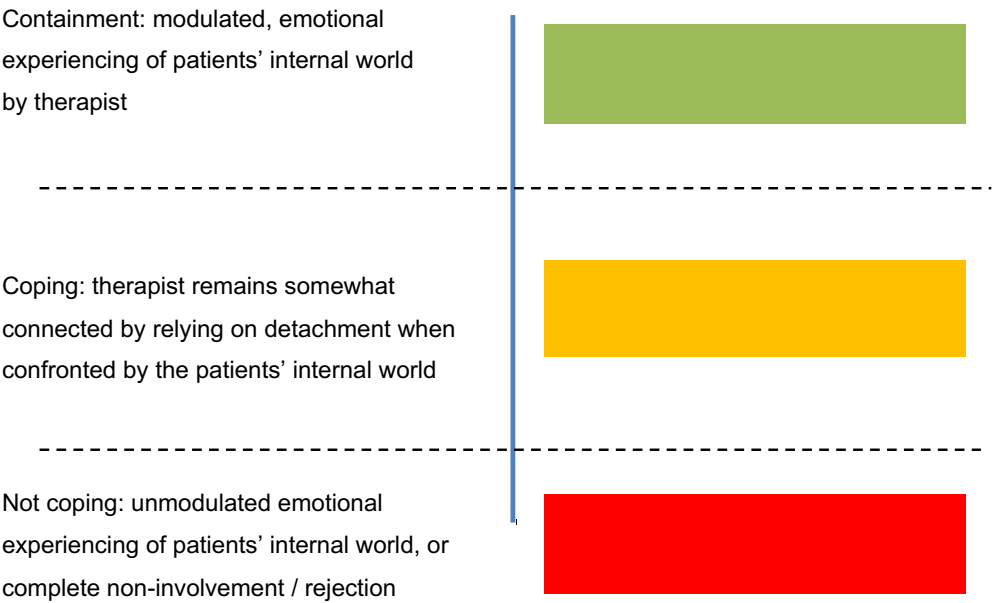 Containment: modulated, emotional
experiencing of patients’ internal world
by therapist
Coping: therapist remains somewhat
connected by relying on detachment when
confronted by the patients’ internal world
Not coping: unmodulated emotional
experiencing of patients’ internal world, or
complete non-involvement / rejection